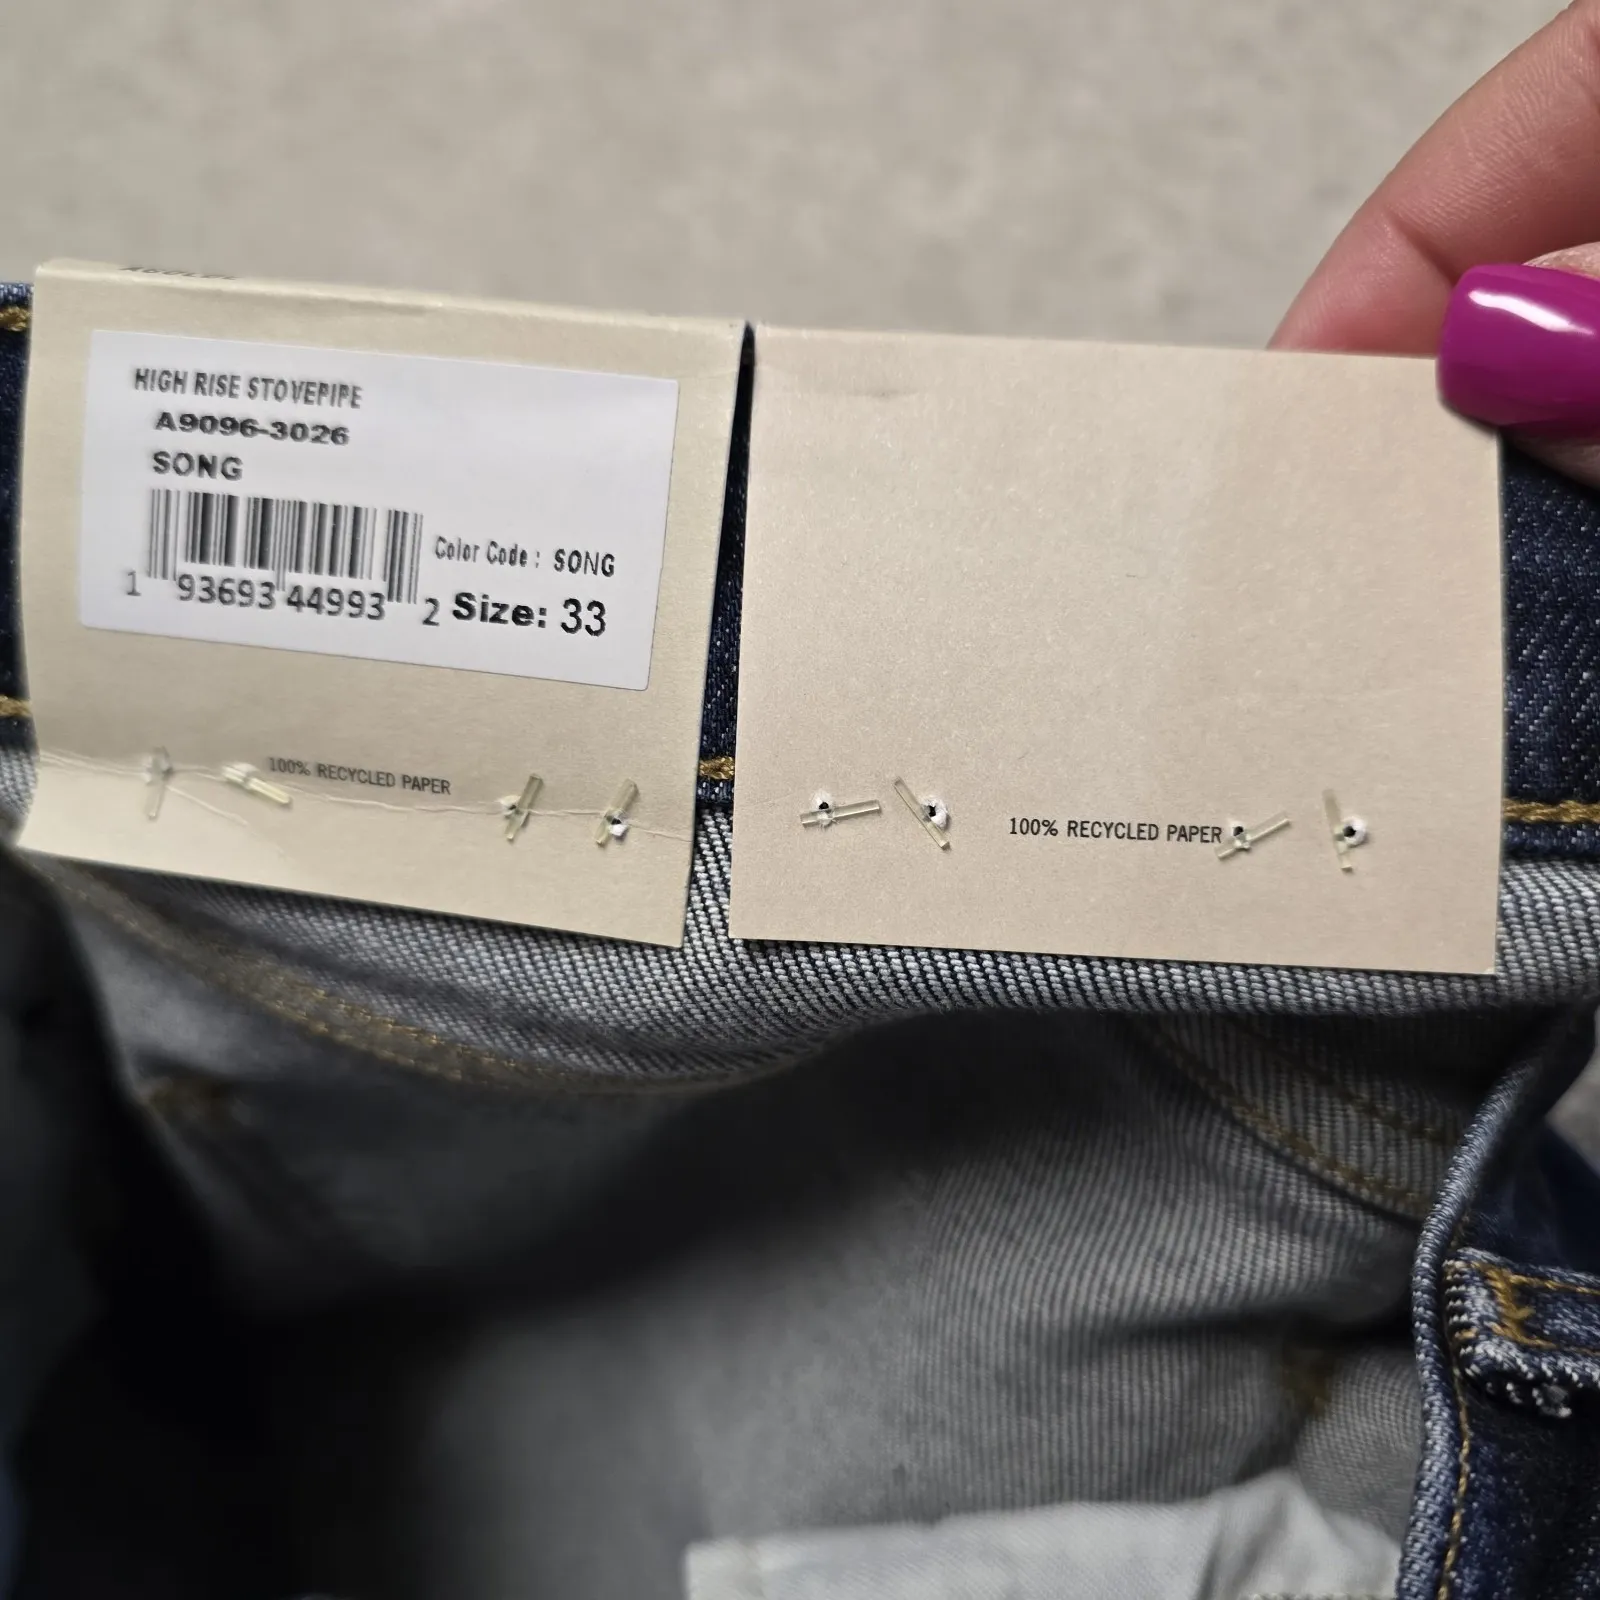 HIGH RISE STOVEPIPE
A9096-3026
SONG
Color Code : SONG
1 93693 44993 2
Size: 33
100% RECYCLED PAPER
100% RECYCLED PAPER